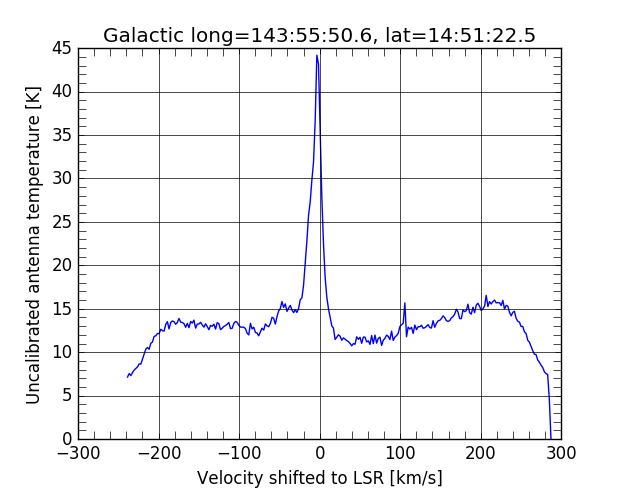 Galactic long=143:55:50.6, lat=14:51:22.5
Uncalibrated antenna temperature [K]
45
40
35
30
25
20
15
10
5
0
−300 −200 −100 0 100 200 300
Velocity shifted to LSR [km/s]